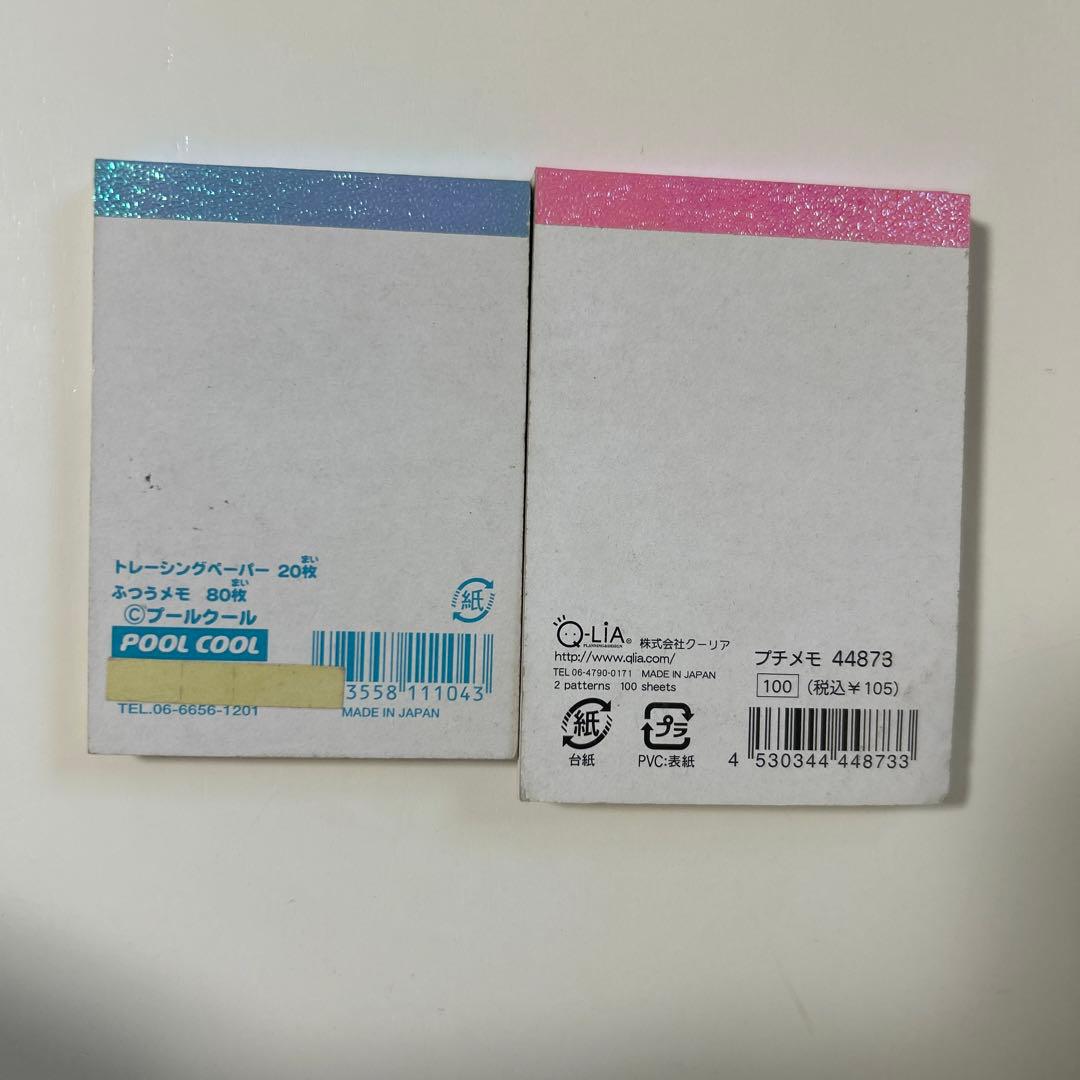 トレーシングペーパー 20枚
まい
ふつうメモ 80枚
まい
©プールクール
POOL COOL
紙
3558 111043
TEL.06-6656-1201
MADE IN JAPAN
Q-LiA® 株式会社クーリア
PLANNING&DESIGN
http://www.qlia.com/
TEL 06-4790-0171 MADE IN JAPAN
2 patterns 100 sheets
プチメモ 44873
100 (税込¥105)
紙
台紙
プラ
PVC:表紙
4 530344 448733